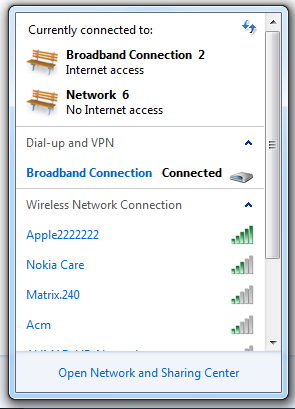 Currently connected to:
Broadband Connection 2
Internet access
Network 6
No Internet access
Dial-up and VPN
Broadband Connection Connected
Wireless Network Connection
Apple2222222
Nokia Care
Matrix.240
Acm
Open Network and Sharing Center